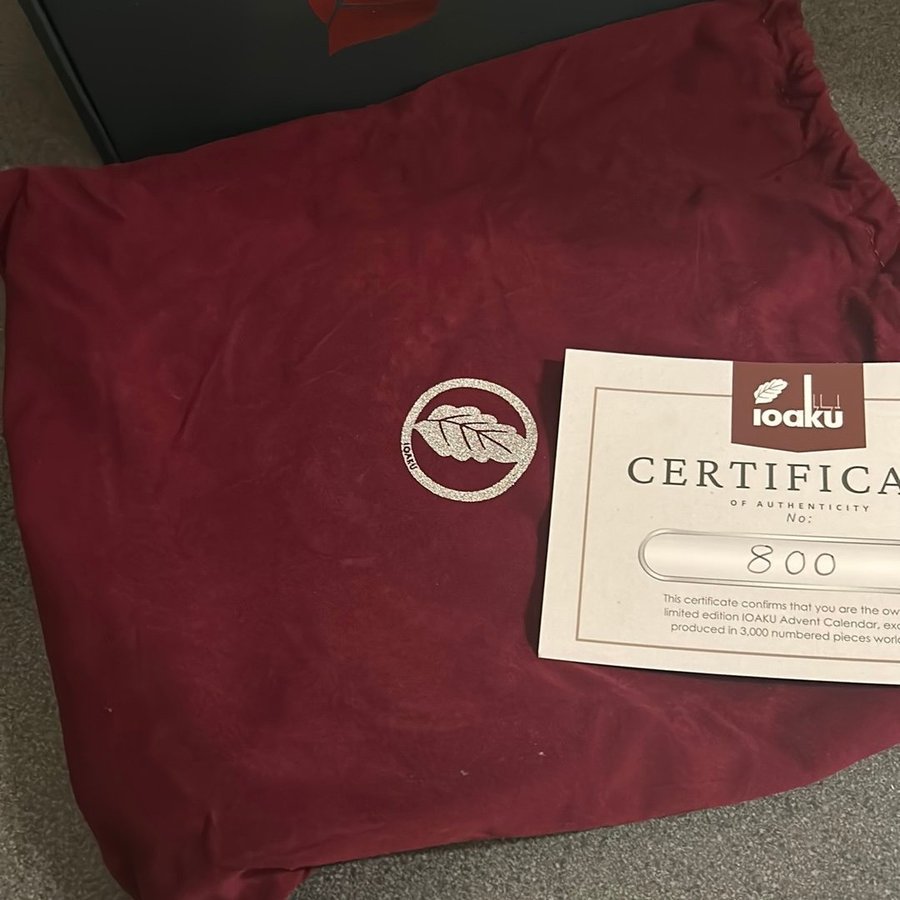 IOAKU
ioaku
CERTIFICA
OF AUTHENTICITY
No:
800
This certificate confirms that you are the ow
limited edition IOAKU Advent Calendar, exc
produced in 3,000 numbered pieces worl